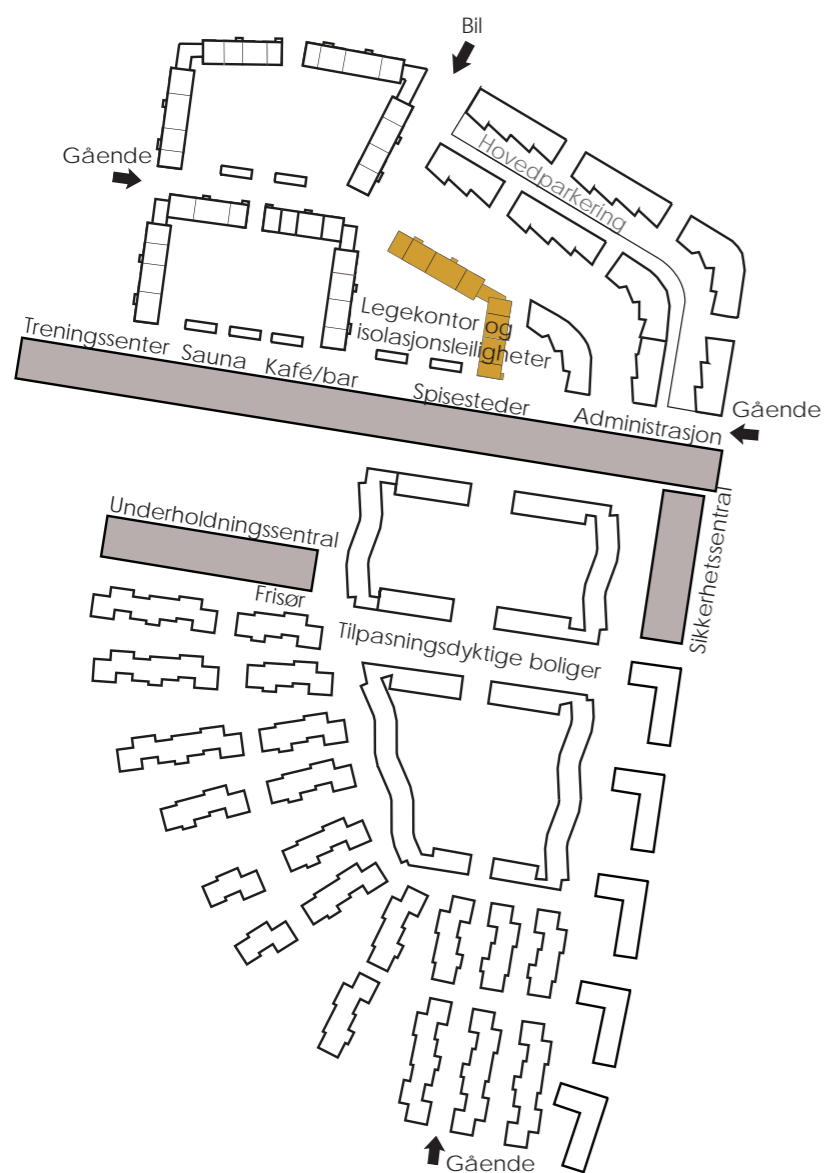 Bil
Hovedparkering
Gående
Legekontor og
isolasjonsleiligheter
Treningssenter
Sauna
Kafé/bar
Spisesteder
Administrasjon
Gående
Underholdningssentral
Sikkerhetssentral
Frisør
Tilpasningsdyktige boliger
Gående